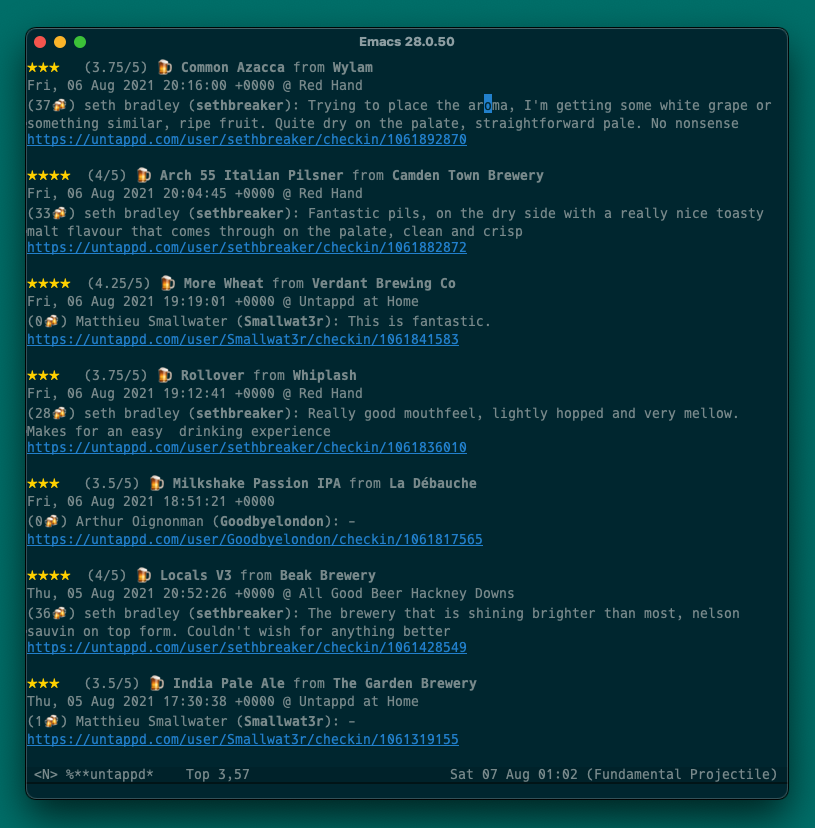 Emacs 28.0.50
★★★ (3.75/5) 🍺 Common Azacca from Wylam
Fri, 06 Aug 2021 20:16:00 +0000 @ Red Hand
(37🍻) seth bradley (sethbreaker): Trying to place the aroma, I'm getting some white grape or
something similar, ripe fruit. Quite dry on the palate, straightforward pale. No nonsense
https://untappd.com/user/sethbreaker/checkin/1061892870
★★★★ (4/5) 🍺 Arch 55 Italian Pilsner from Camden Town Brewery
Fri, 06 Aug 2021 20:04:45 +0000 @ Red Hand
(33🍻) seth bradley (sethbreaker): Fantastic pils, on the dry side with a really nice toasty
malt flavour that comes through on the palate, clean and crisp
https://untappd.com/user/sethbreaker/checkin/1061882872
★★★★ (4.25/5) 🍺 More Wheat from Verdant Brewing Co
Fri, 06 Aug 2021 19:19:01 +0000 @ Untappd at Home
(0🍻) Matthieu Smallwater (Smallwat3r): This is fantastic.
https://untappd.com/user/Smallwat3r/checkin/1061841583
★★★ (3.75/5) 🍺 Rollover from Whiplash
Fri, 06 Aug 2021 19:12:41 +0000 @ Red Hand
(28🍻) seth bradley (sethbreaker): Really good mouthfeel, lightly hopped and very mellow.
Makes for an easy  drinking experience
https://untappd.com/user/sethbreaker/checkin/1061836010
★★★ (3.5/5) 🍺 Milkshake Passion IPA from La Débauche
Fri, 06 Aug 2021 18:51:21 +0000
(0🍻) Arthur Oignonman (Goodbyelondon): -
https://untappd.com/user/Goodbyelondon/checkin/1061817565
★★★★ (4/5) 🍺 Locals V3 from Beak Brewery
Thu, 05 Aug 2021 20:52:26 +0000 @ All Good Beer Hackney Downs
(36🍻) seth bradley (sethbreaker): The brewery that is shining brighter than most, nelson
sauvin on top form. Couldn't wish for anything better
https://untappd.com/user/sethbreaker/checkin/1061428549
★★★ (3.5/5) 🍺 India Pale Ale from The Garden Brewery
Thu, 05 Aug 2021 17:30:38 +0000 @ Untappd at Home
(1🍻) Matthieu Smallwater (Smallwat3r): -
https://untappd.com/user/Smallwat3r/checkin/1061319155
<N> %**untappd* Top 3,57 Sat 07 Aug 01:02 (Fundamental Projectile)